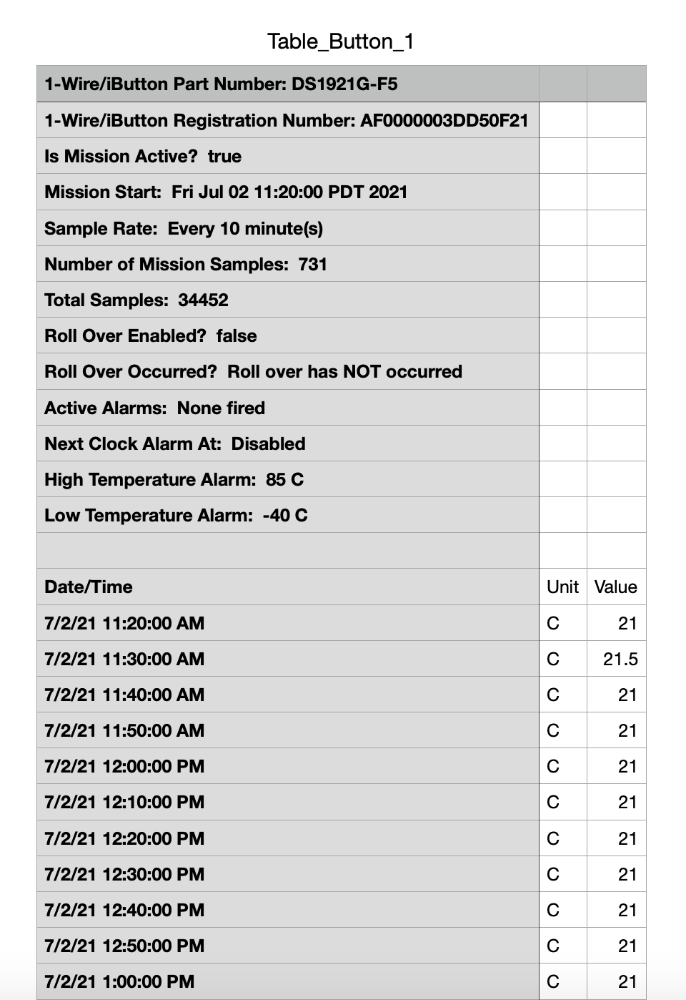 Table_Button_1
1-Wire/iButton Part Number: DS1921G-F5
1-Wire/iButton Registration Number: AF0000003DD50F21
Is Mission Active?  true
Mission Start:  Fri Jul 02 11:20:00 PDT 2021
Sample Rate:  Every 10 minute(s)
Number of Mission Samples:  731
Total Samples:  34452
Roll Over Enabled?  false
Roll Over Occurred?  Roll over has NOT occurred
Active Alarms:  None fired
Next Clock Alarm At:  Disabled
High Temperature Alarm:  85 C
Low Temperature Alarm:  -40 C
Date/Time Unit Value
7/2/21 11:20:00 AM C 21
7/2/21 11:30:00 AM C 21.5
7/2/21 11:40:00 AM C 21
7/2/21 11:50:00 AM C 21
7/2/21 12:00:00 PM C 21
7/2/21 12:10:00 PM C 21
7/2/21 12:20:00 PM C 21
7/2/21 12:30:00 PM C 21
7/2/21 12:40:00 PM C 21
7/2/21 12:50:00 PM C 21
7/2/21 1:00:00 PM C 21